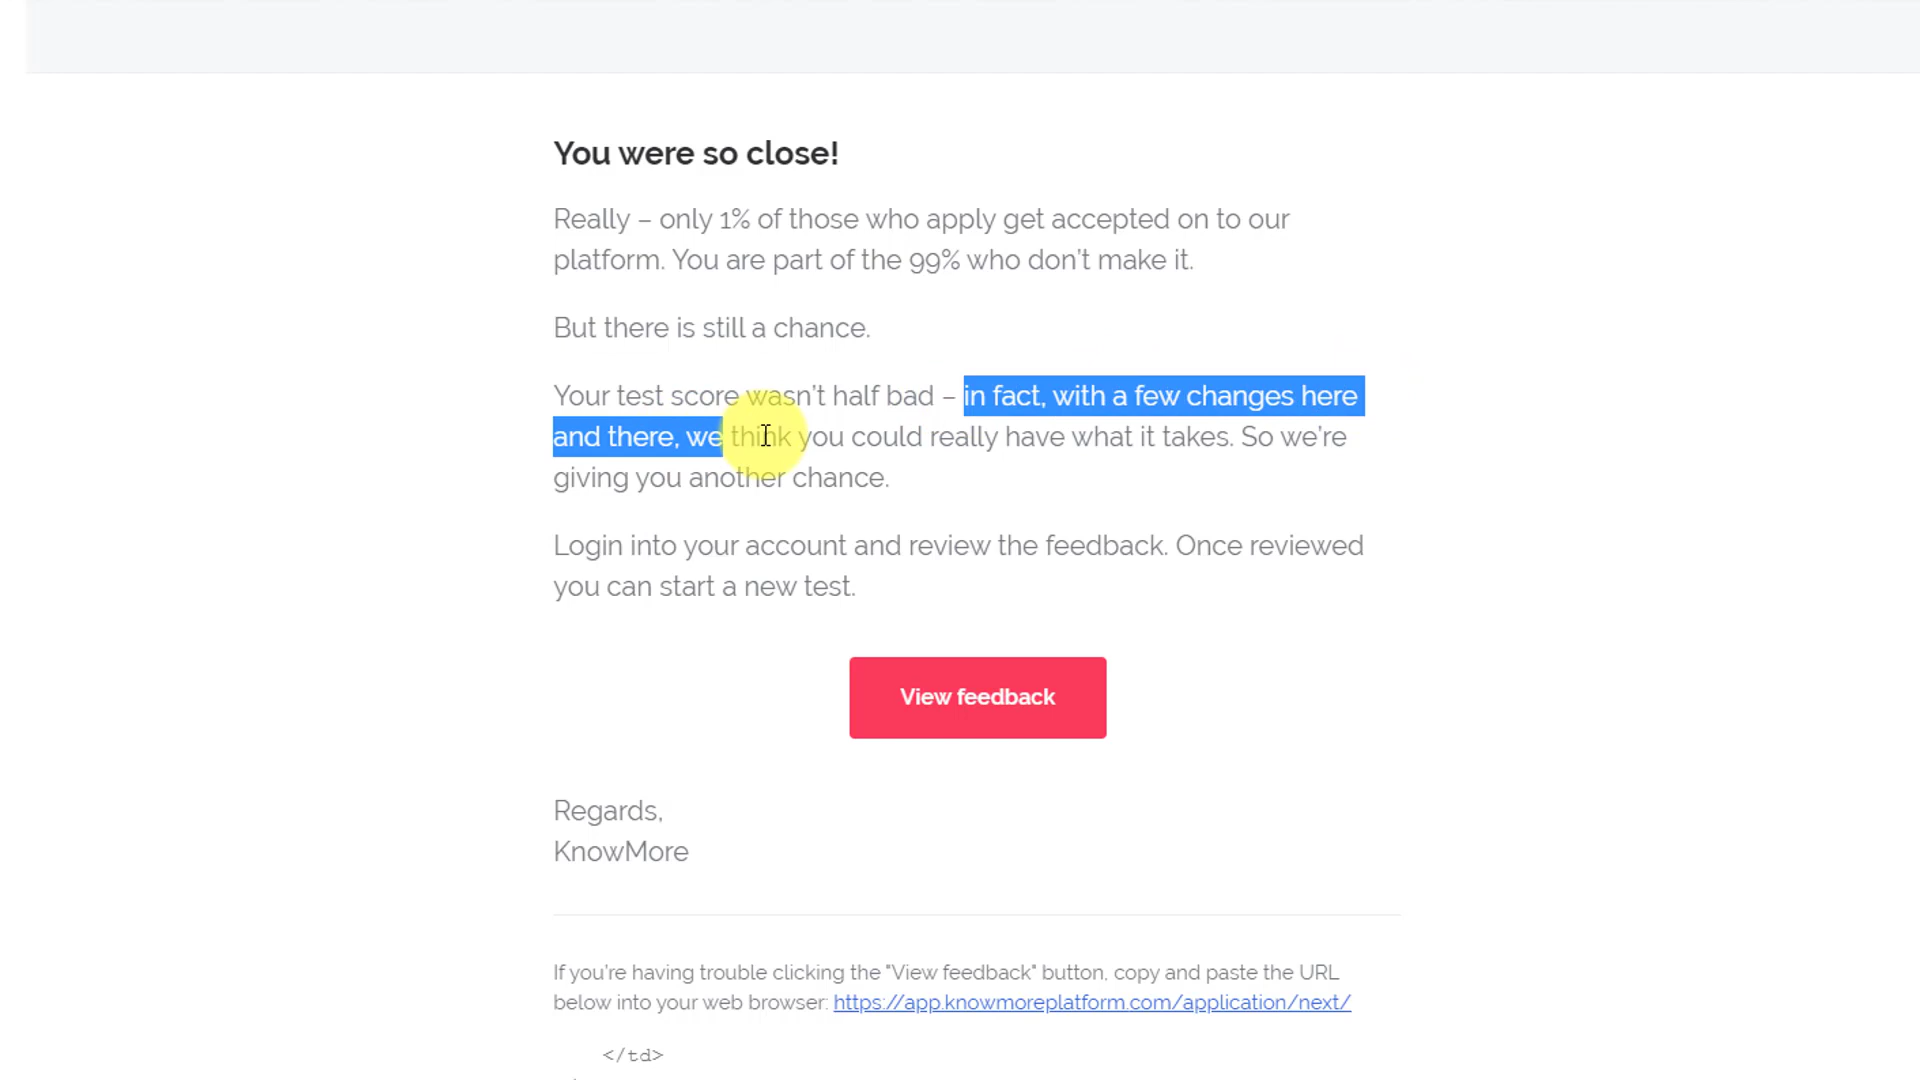 You were so close!
Really – only 1% of those who apply get accepted on to our
platform. You are part of the 99% who don't make it.
But there is still a chance.
Your test score wasn't half bad – in fact, with a few changes here
and there, we think you could really have what it takes. So we're
giving you another chance.
Login into your account and review the feedback. Once reviewed
you can start a new test.
View feedback
Regards,
KnowMore
If you're having trouble clicking the "View feedback" button, copy and paste the URL
below into your web browser: https://app.knowmoreplatform.com/application/next/
</td>